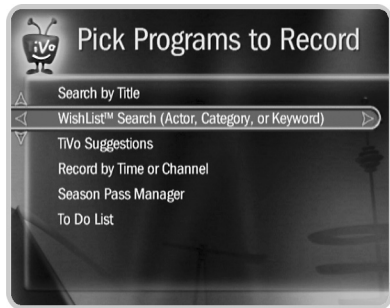 TiVo
Pick Programs to Record
Search by Title
WishList™ Search (Actor, Category, or Keyword)
TiVo Suggestions
Record by Time or Channel
Season Pass Manager
To Do List